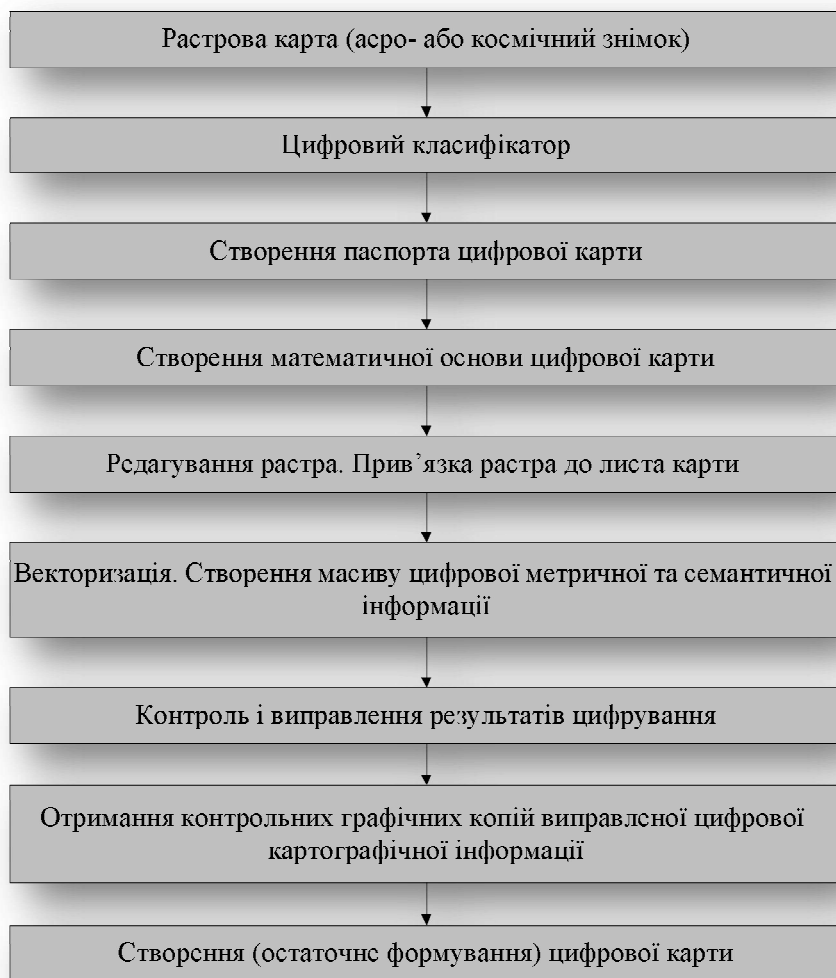 Растрова карта (аеро- або космічний знімок)
Цифровий класифікатор
Створення паспорта цифрової карти
Створення математичної основи цифрової карти
Редагування растра. Прив’язка растра до листа карти
Векторизація. Створення масиву цифрової метричної та семантичної
інформації
Контроль і виправлення результатів цифрування
Отримання контрольних графічних копій виправленої цифрової
картографічної інформації
Створення (остаточне формування) цифрової карти